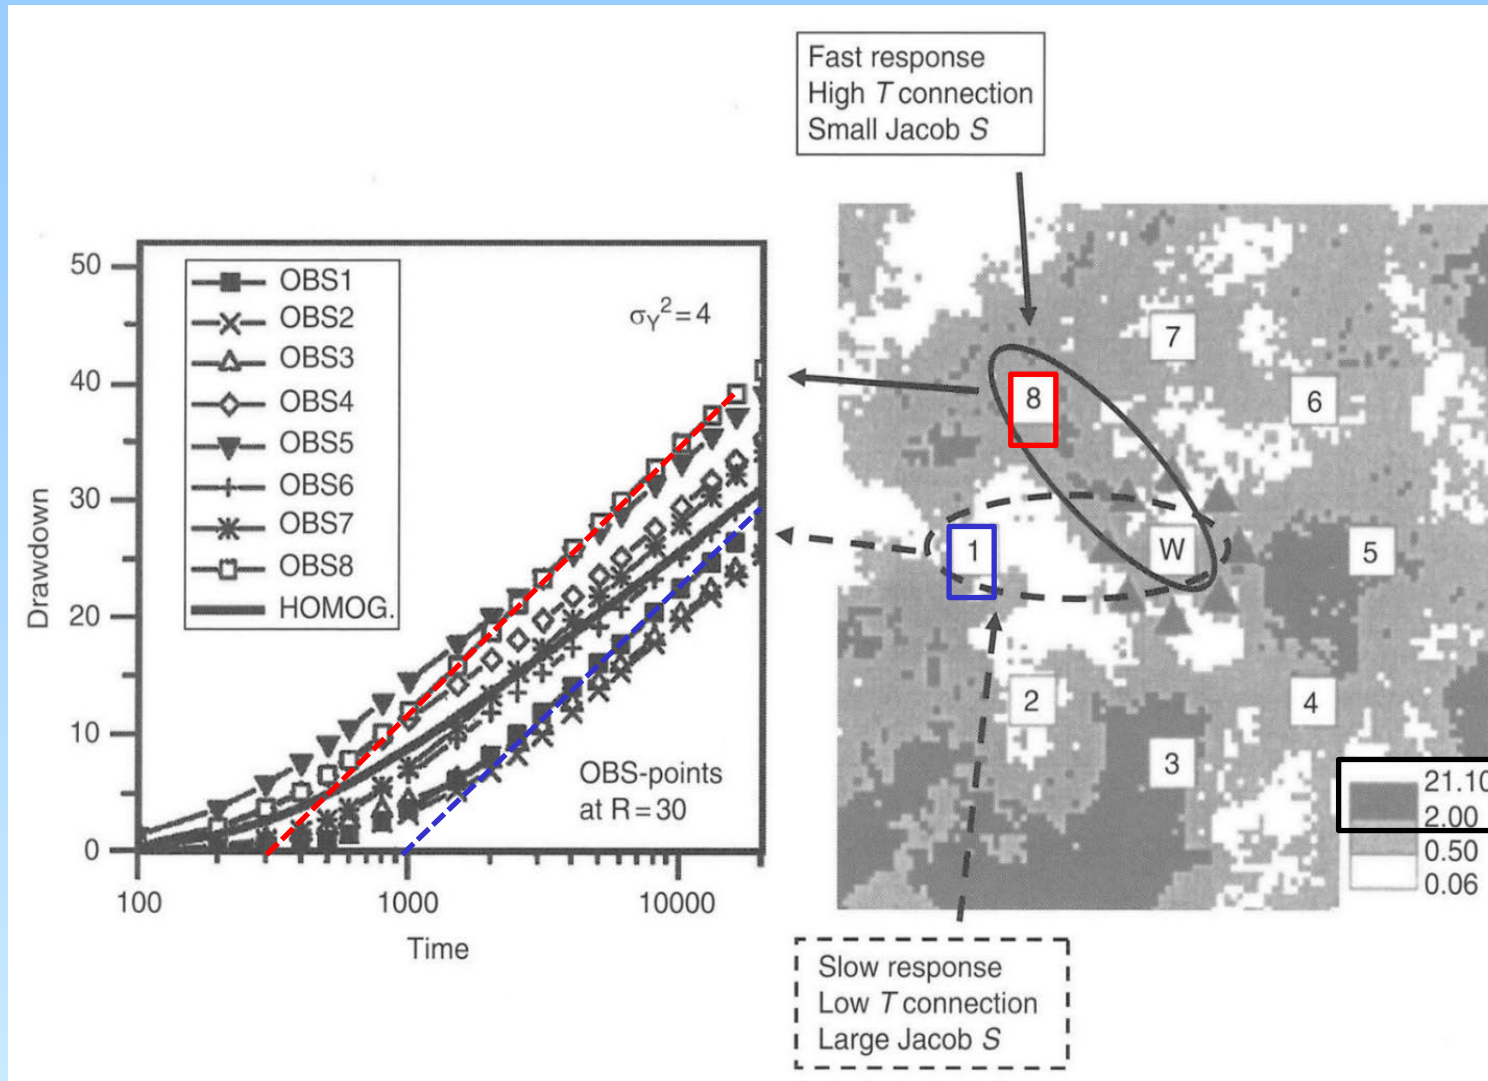 Fast response
High T connection
Small Jacob S
50
40
30
20
10
0
Drawdown
OBS1
OBS2
OBS3
OBS4
OBS5
OBS6
OBS7
OBS8
HOMOG.
σY² = 4
OBS-points
at R = 30
100
1000
10000
Time
7
8
6
1
W
5
2
4
3
21.10
2.00
0.50
0.06
Slow response
Low T connection
Large Jacob S